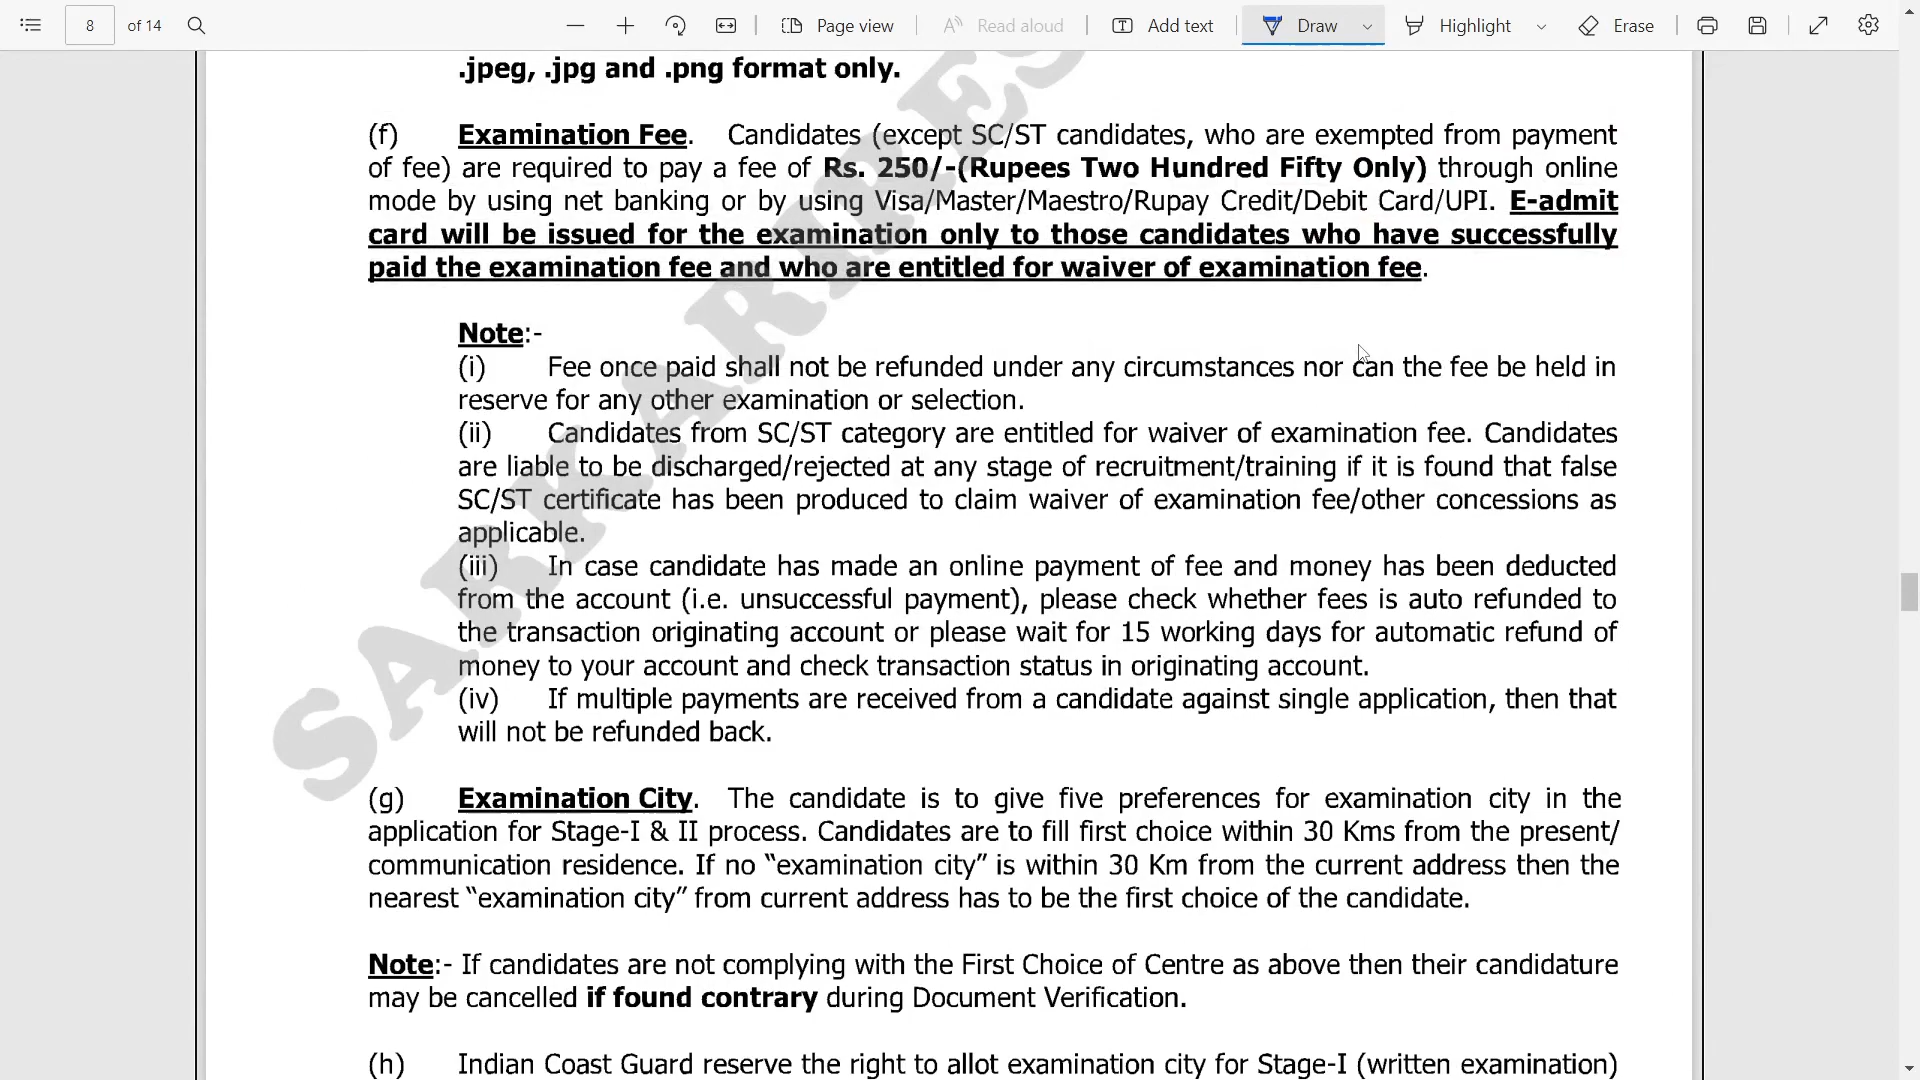 8 of 14 Page view Read aloud Add text Draw Highlight Erase
.jpeg, .jpg and .png format only.
(f) Examination Fee. Candidates (except SC/ST candidates, who are exempted from payment
of fee) are required to pay a fee of Rs. 250/-(Rupees Two Hundred Fifty Only) through online
mode by using net banking or by using Visa/Master/Maestro/Rupay Credit/Debit Card/UPI. E-admit
card will be issued for the examination only to those candidates who have successfully
paid the examination fee and who are entitled for waiver of examination fee.
Note:-
(i) Fee once paid shall not be refunded under any circumstances nor can the fee be held in
reserve for any other examination or selection.
(ii) Candidates from SC/ST category are entitled for waiver of examination fee. Candidates
are liable to be discharged/rejected at any stage of recruitment/training if it is found that false
SC/ST certificate has been produced to claim waiver of examination fee/other concessions as
applicable.
(iii) In case candidate has made an online payment of fee and money has been deducted
from the account (i.e. unsuccessful payment), please check whether fees is auto refunded to
the transaction originating account or please wait for 15 working days for automatic refund of
money to your account and check transaction status in originating account.
(iv) If multiple payments are received from a candidate against single application, then that
will not be refunded back.
(g) Examination City. The candidate is to give five preferences for examination city in the
application for Stage-I & II process. Candidates are to fill first choice within 30 Kms from the present/
communication residence. If no “examination city” is within 30 Km from the current address then the
nearest “examination city” from current address has to be the first choice of the candidate.
Note:- If candidates are not complying with the First Choice of Centre as above then their candidature
may be cancelled if found contrary during Document Verification.
(h) Indian Coast Guard reserve the right to allot examination city for Stage-I (written examination)
SARKARIRES